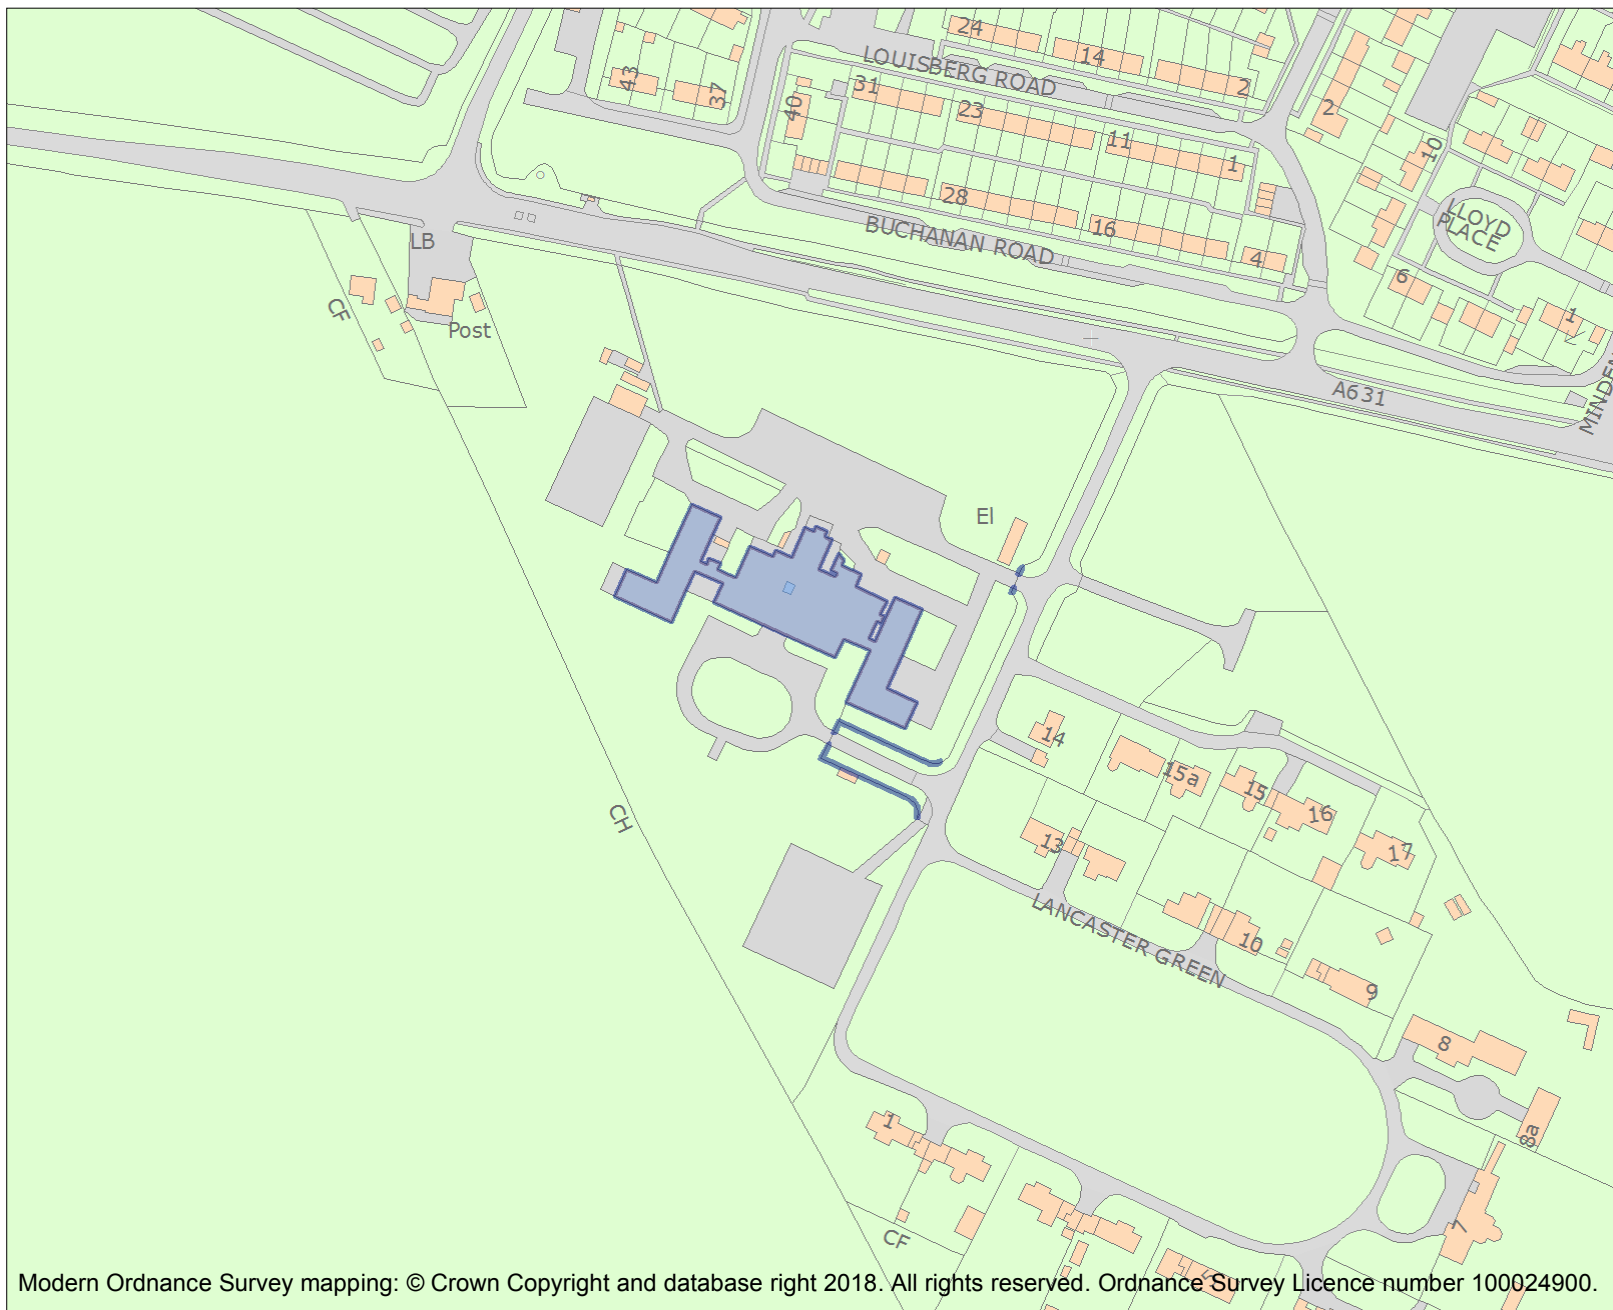 24
14
2
LOUISBERG ROAD
43
37
40
31
23
11
1
2
10
LLOYD
PLACE
28
16
4
BUCHANAN ROAD
6
1
LB
CF
Post
A631
MINDEN
El
14
15a
15
16
17
13
CH
LANCASTER GREEN
10
9
8
8a
1
7
CF
5
Modern Ordnance Survey mapping: © Crown Copyright and database right 2018. All rights reserved. Ordnance Survey Licence number 100024900.